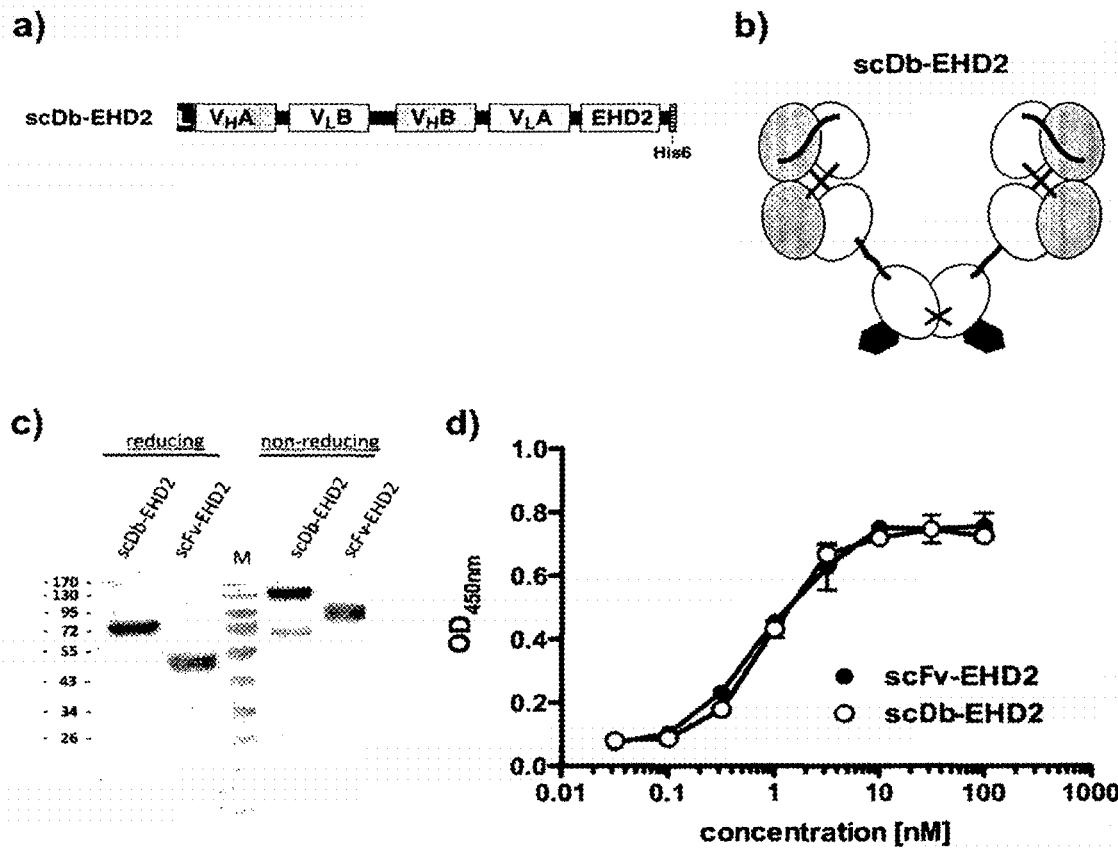 a)
scDb-EHD2
L VHA VLB VHB VLA EHD2
His6
b)
scDb-EHD2
c)
reducing non-reducing
scDb-EHD2 scFv-EHD2 M scDb-EHD2 scFv-EHD2
- 170 -
- 130 -
- 95 -
- 72 -
- 55 -
- 43 -
- 34 -
- 26 -
d)
OD450nm
1.0
0.8
0.6
0.4
0.2
0.0
0.01 0.1 1 10 100 1000
scFv-EHD2
scDb-EHD2
concentration [nM]